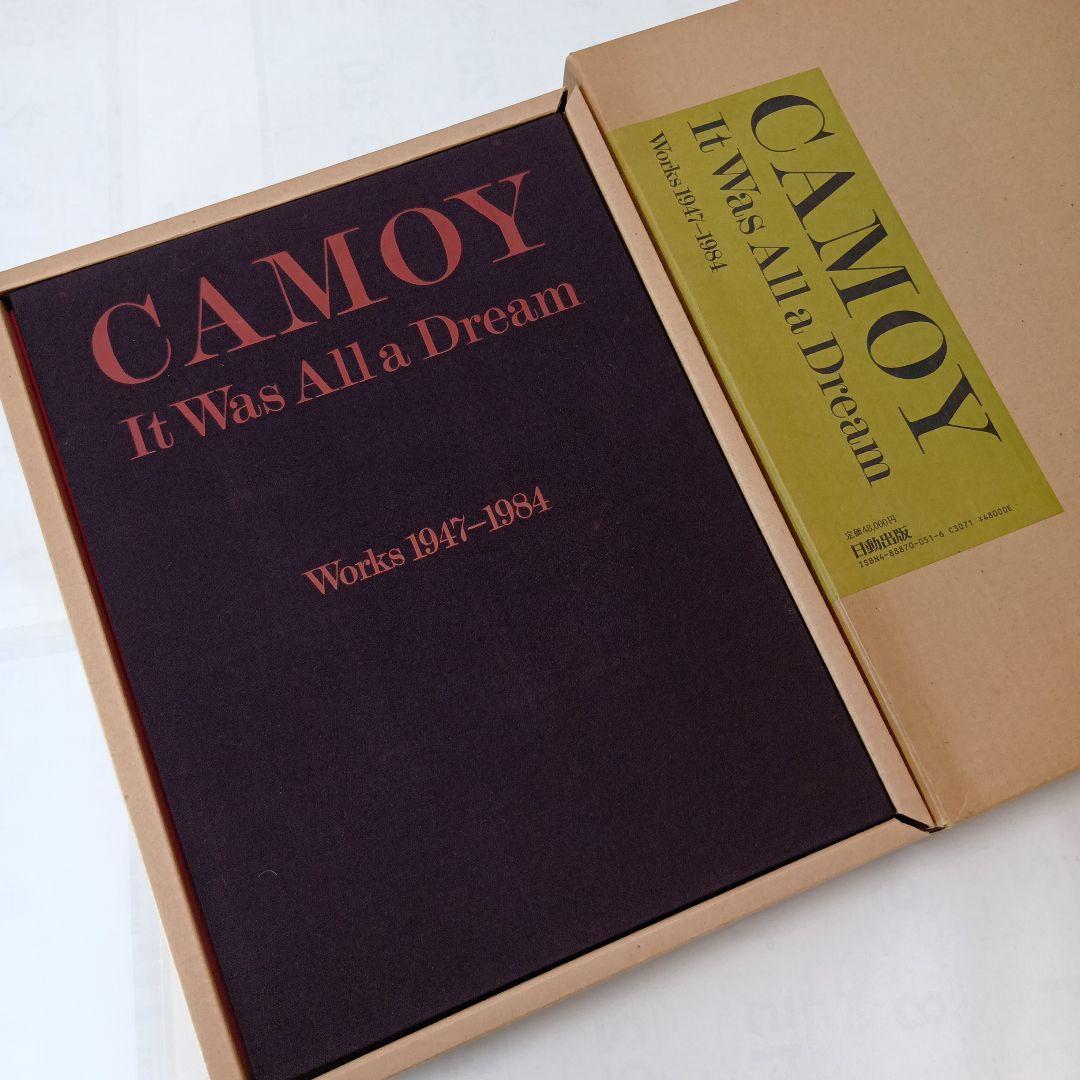 CAMOY
It Was All a Dream
Works 1947–1984
CAMOY
It Was All a Dream
Works 1947–1984
定価48,000円
日動出版
ISBN4-88870-051-6 C3071 ¥48000E